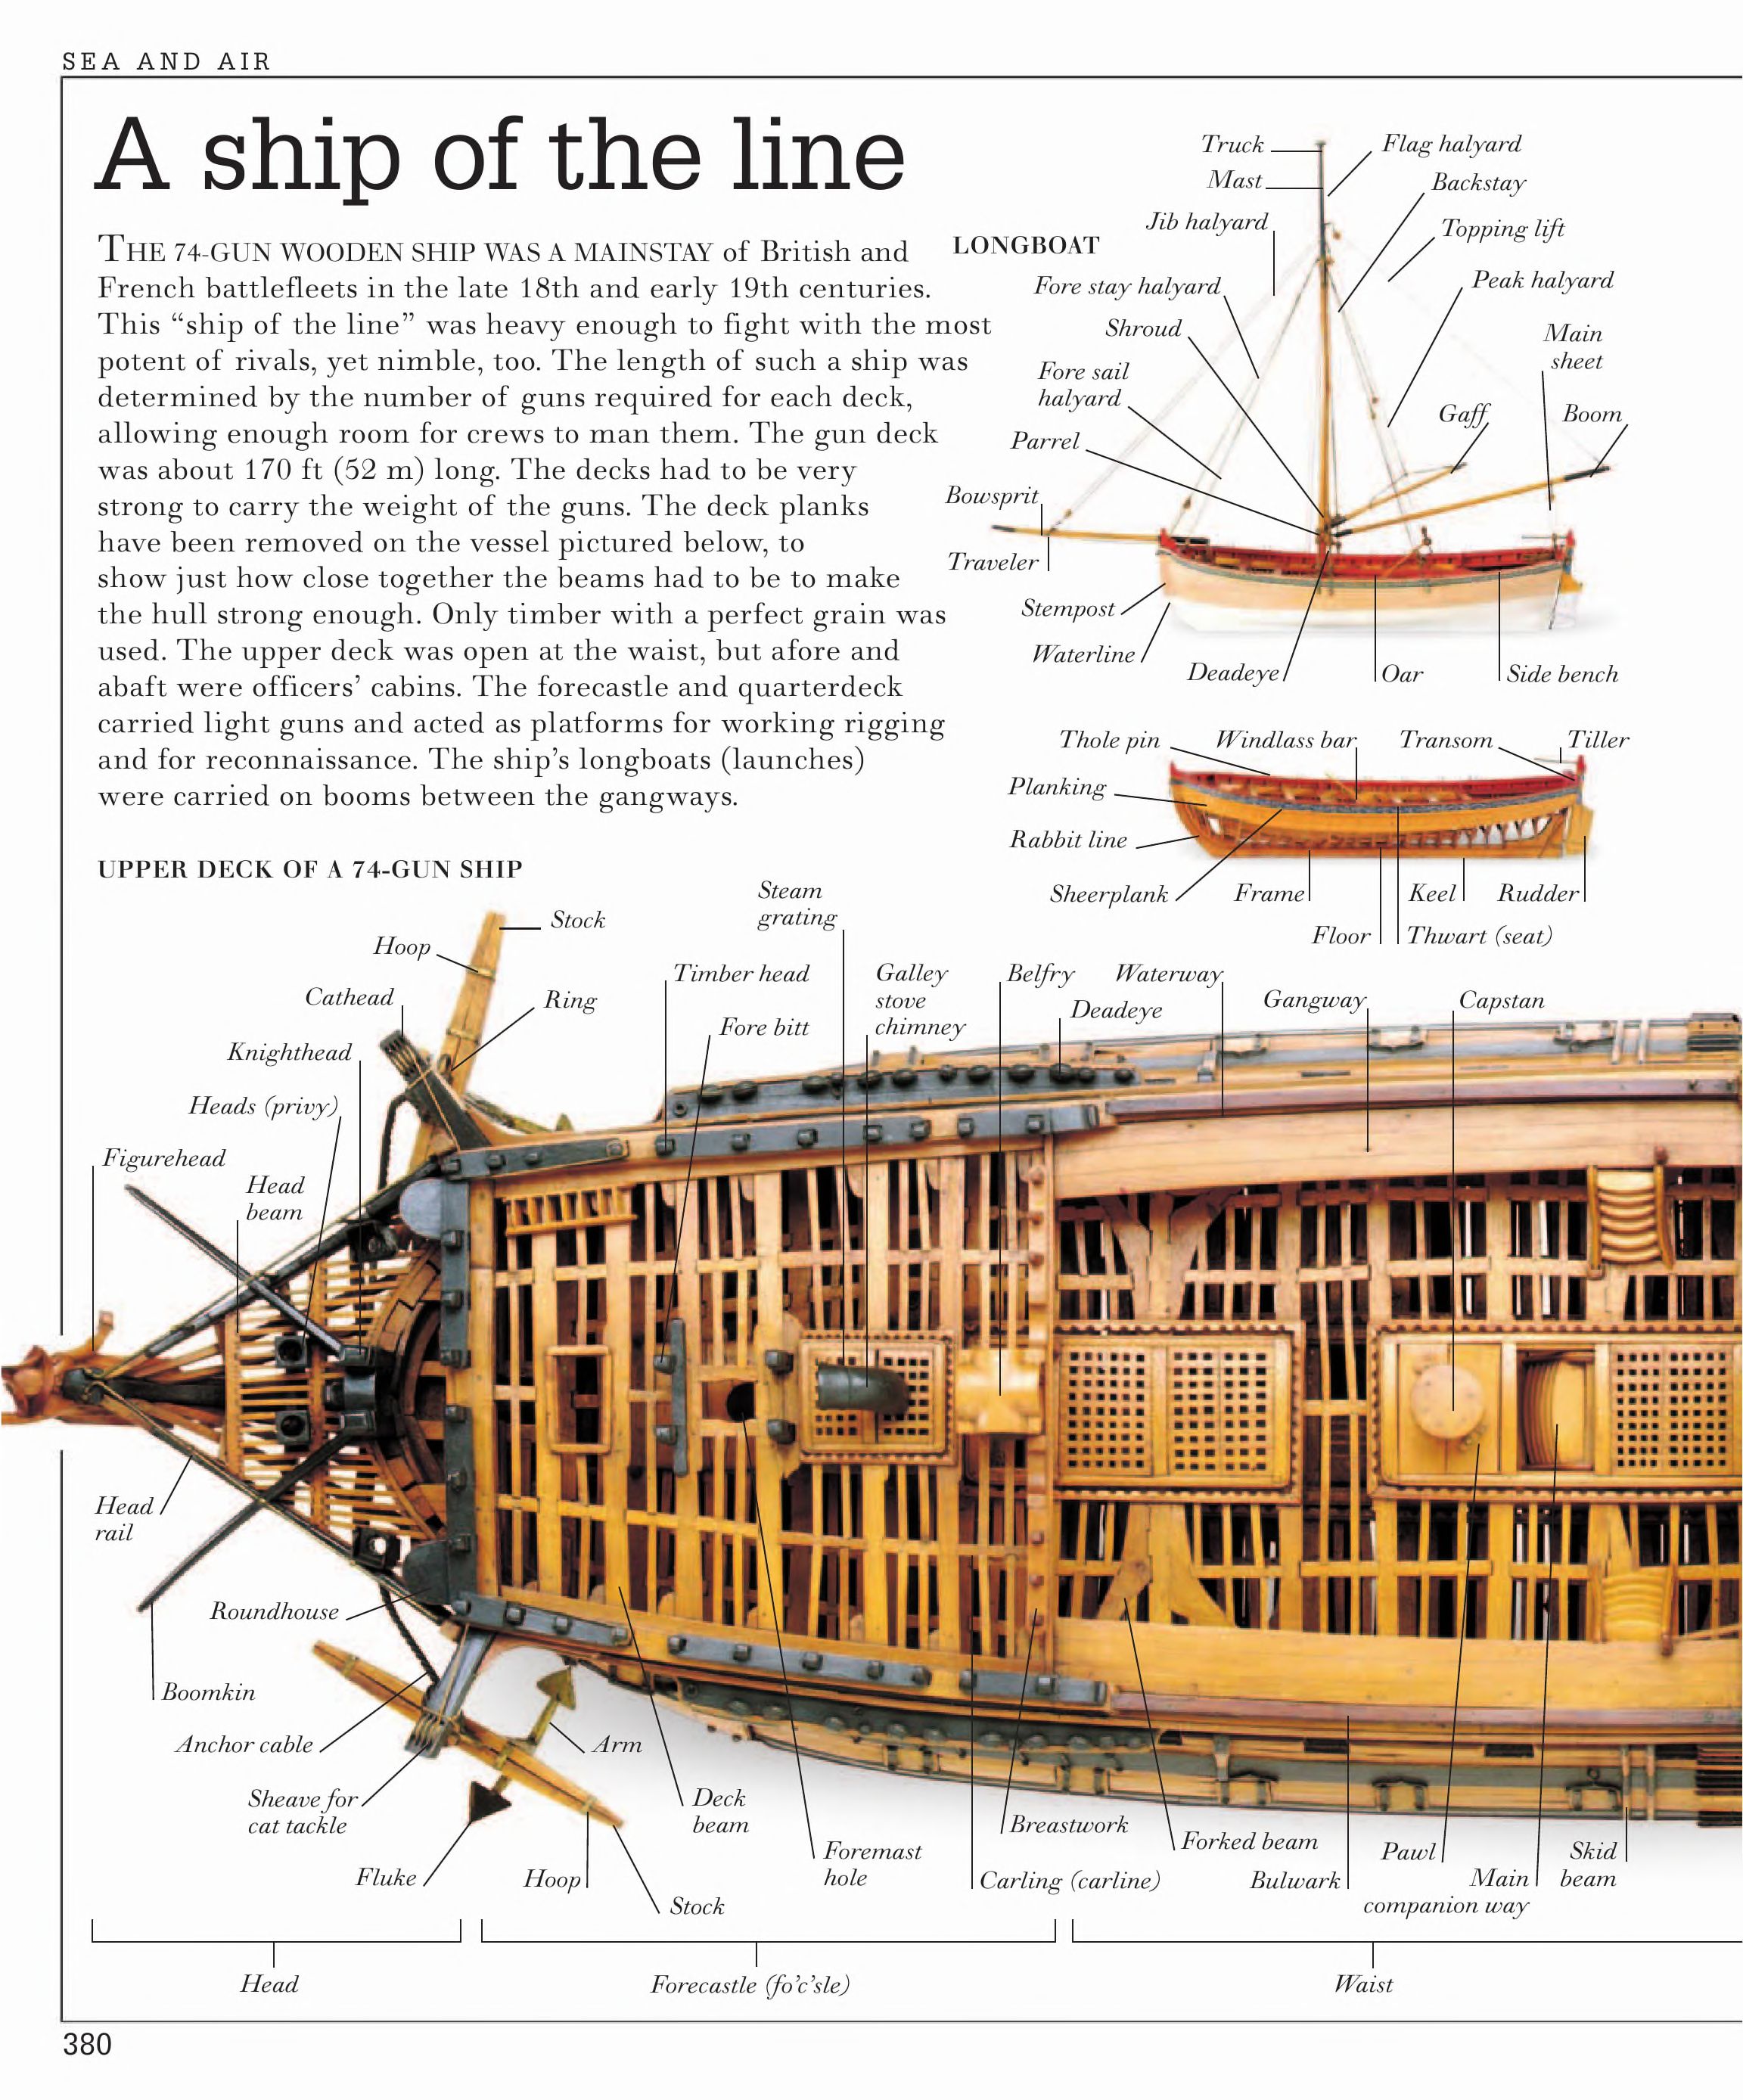 SEA AND AIR
A ship of the line
THE 74-GUN WOODEN SHIP WAS A MAINSTAY of British and
French battlefleets in the late 18th and early 19th centuries.
This “ship of the line” was heavy enough to fight with the most
potent of rivals, yet nimble, too. The length of such a ship was
determined by the number of guns required for each deck,
allowing enough room for crews to man them. The gun deck
was about 170 ft (52 m) long. The decks had to be very
strong to carry the weight of the guns. The deck planks
have been removed on the vessel pictured below, to
show just how close together the beams had to be to make
the hull strong enough. Only timber with a perfect grain was
used. The upper deck was open at the waist, but afore and
abaft were officers’ cabins. The forecastle and quarterdeck
carried light guns and acted as platforms for working rigging
and for reconnaissance. The ship’s longboats (launches)
were carried on booms between the gangways.
LONGBOAT
Truck
Flag halyard
Mast
Backstay
Jib halyard
Topping lift
Fore stay halyard
Peak halyard
Shroud
Main
sheet
Fore sail
halyard
Gaff
Boom
Parrel
Bowsprit
Traveler
Stempost
Waterline
Deadeye
Oar
Side bench
Thole pin
Windlass bar
Transom
Tiller
Planking
Rabbit line
Sheerplank
Frame
Keel
Rudder
Floor
Thwart (seat)
UPPER DECK OF A 74-GUN SHIP
Stock
Steam
grating
Hoop
Timber head
Galley
stove
chimney
Belfry
Waterway
Cathead
Ring
Deadeye
Gangway
Capstan
Fore bitt
Knighthead
Heads (privy)
Figurehead
Head
beam
Head
rail
Roundhouse
Boomkin
Anchor cable
Arm
Sheave for
cat tackle
Deck
beam
Breastwork
Forked beam
Fluke
Hoop
Stock
Foremast
hole
Carling (carline)
Bulwark
Pawl
Main
companion way
Skid
beam
Head
Forecastle (fo’c’sle)
Waist
380